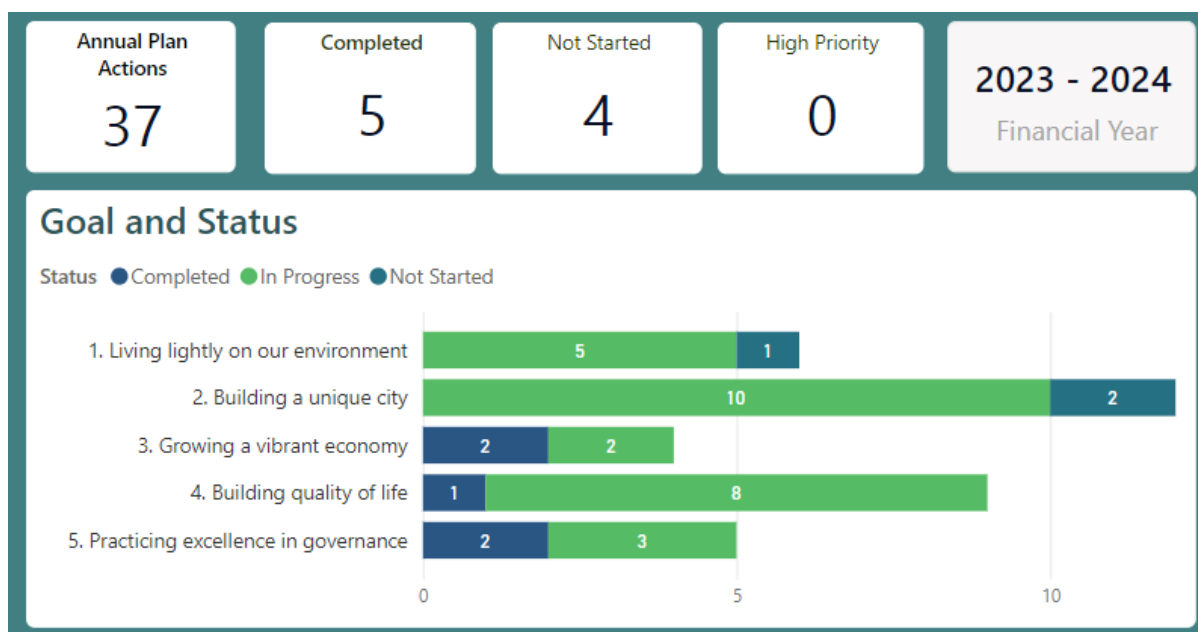 Annual Plan
Actions
37
Completed
5
Not Started
4
High Priority
0
2023 - 2024
Financial Year
Goal and Status
Status Completed In Progress Not Started
1. Living lightly on our environment 5 1
2. Building a unique city 10 2
3. Growing a vibrant economy 2 2
4. Building quality of life 1 8
5. Practicing excellence in governance 2 3
0 5 10